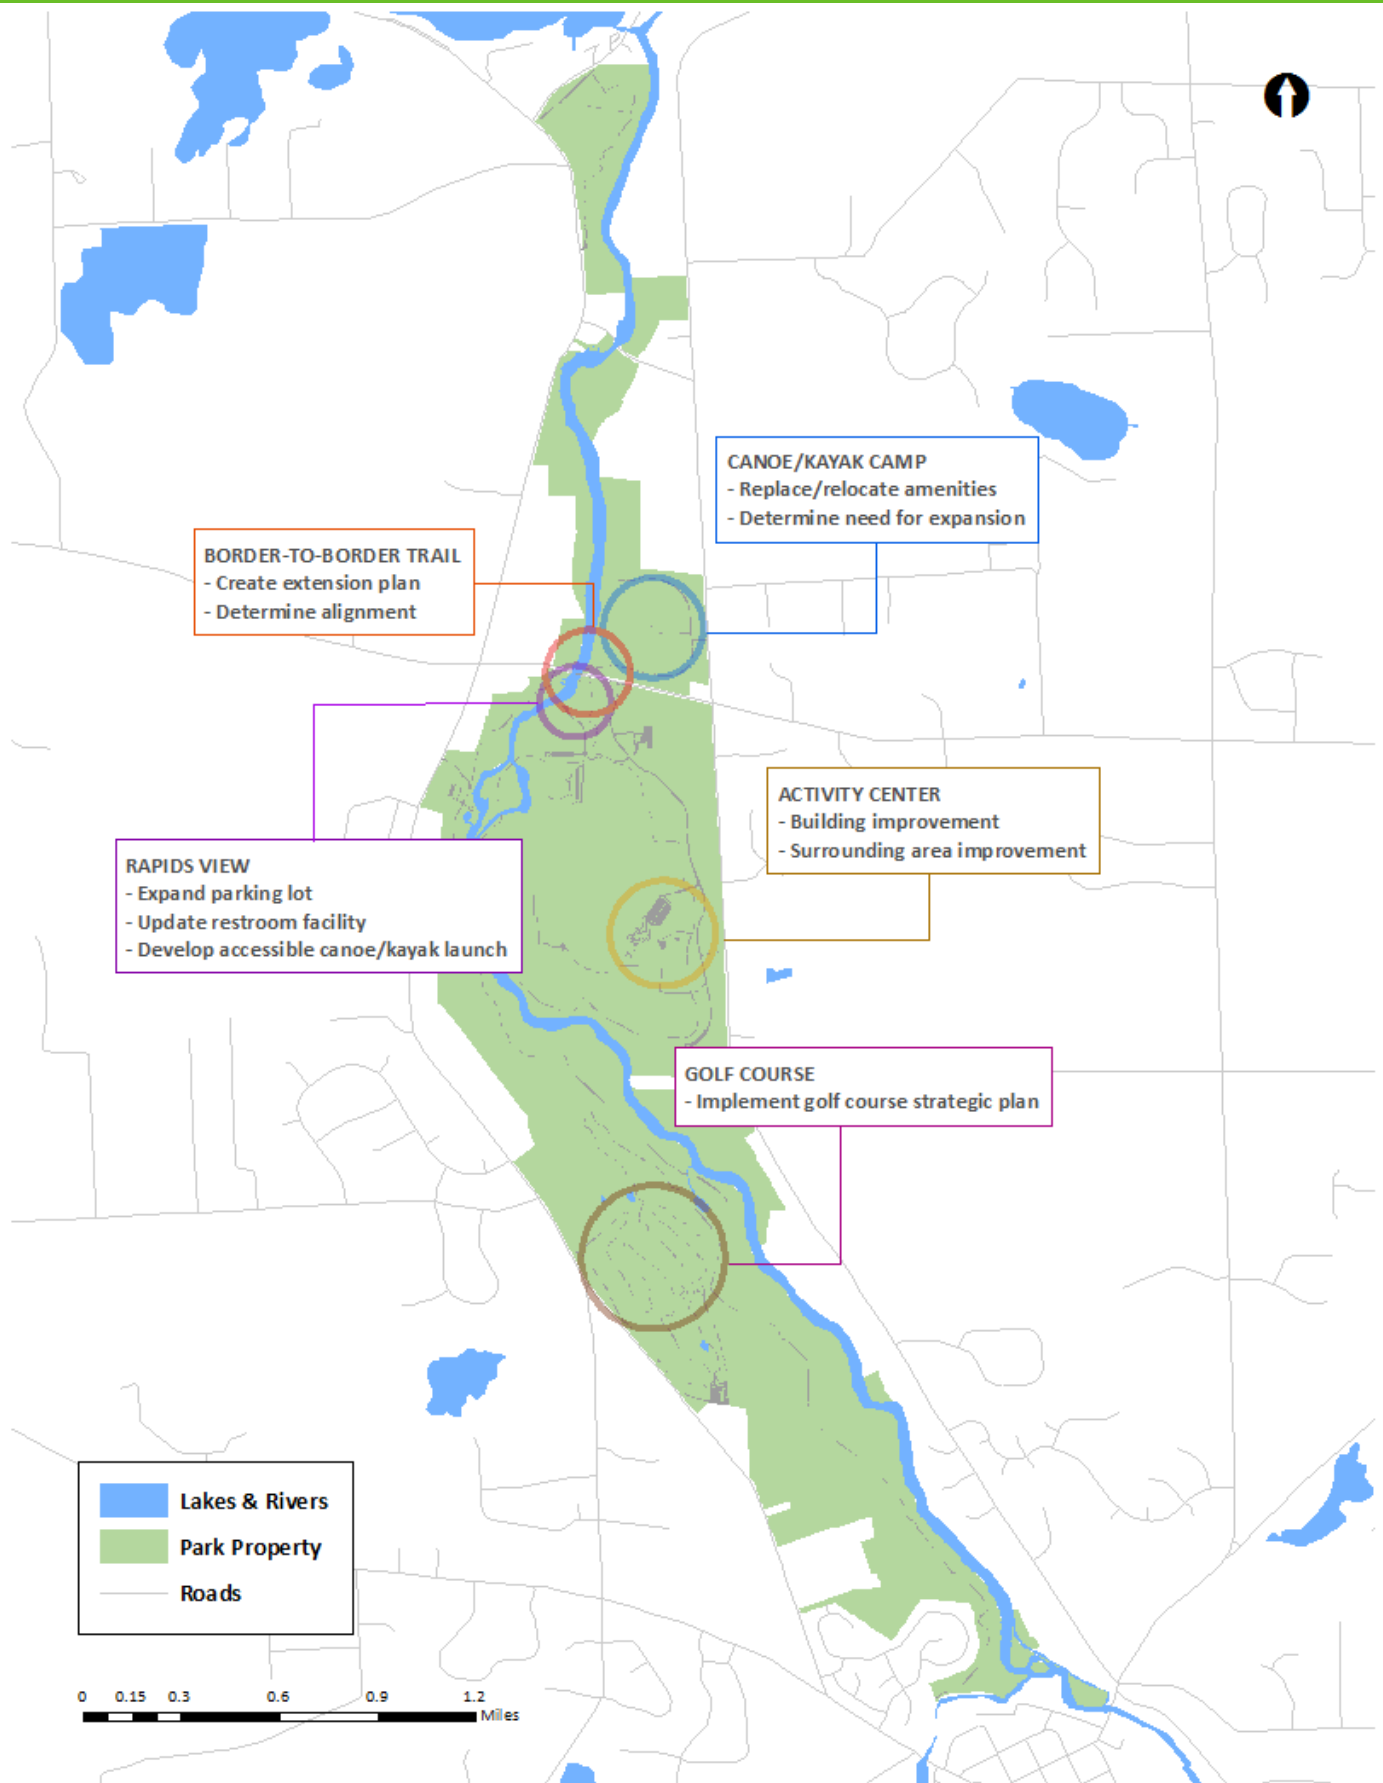 CANOE/KAYAK CAMP
- Replace/relocate amenities
- Determine need for expansion
BORDER-TO-BORDER TRAIL
- Create extension plan
- Determine alignment
ACTIVITY CENTER
- Building improvement
- Surrounding area improvement
RAPIDS VIEW
- Expand parking lot
- Update restroom facility
- Develop accessible canoe/kayak launch
GOLF COURSE
- Implement golf course strategic plan
Lakes & Rivers
Park Property
Roads
0 0.15 0.3 0.6 0.9 1.2
Miles